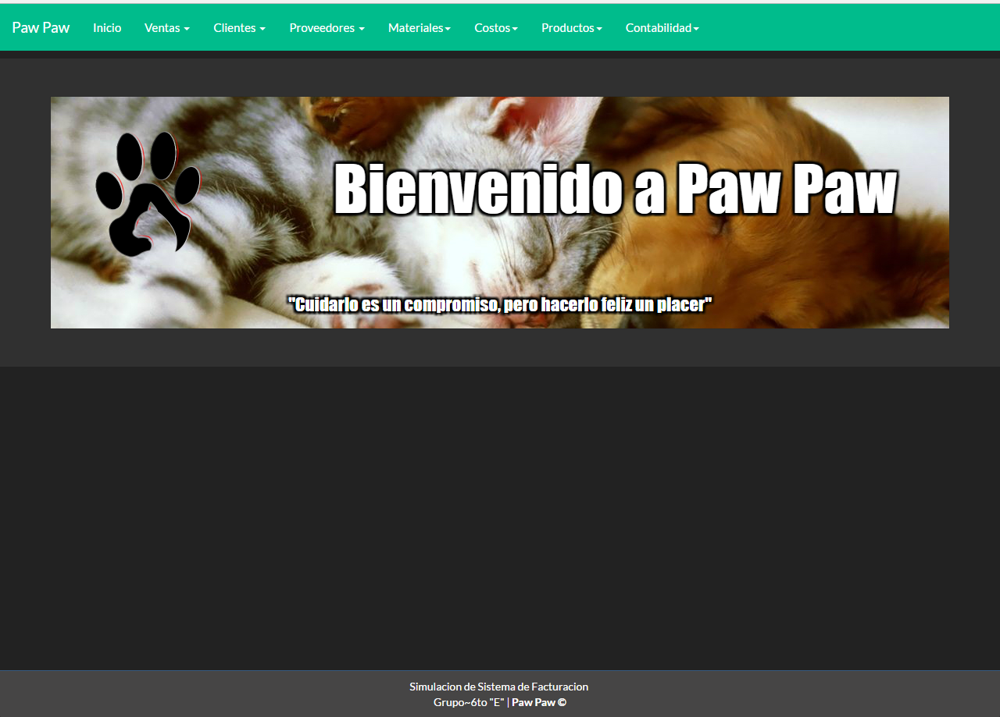 Paw Paw Inicio Ventas Clientes Proveedores Materiales Costos Productos Contabilidad
Bienvenido a Paw Paw
"Cuidarlo es un compromiso, pero hacerlo feliz un placer"
Simulacion de Sistema de Facturacion
Grupo~6to "E" | Paw Paw ©